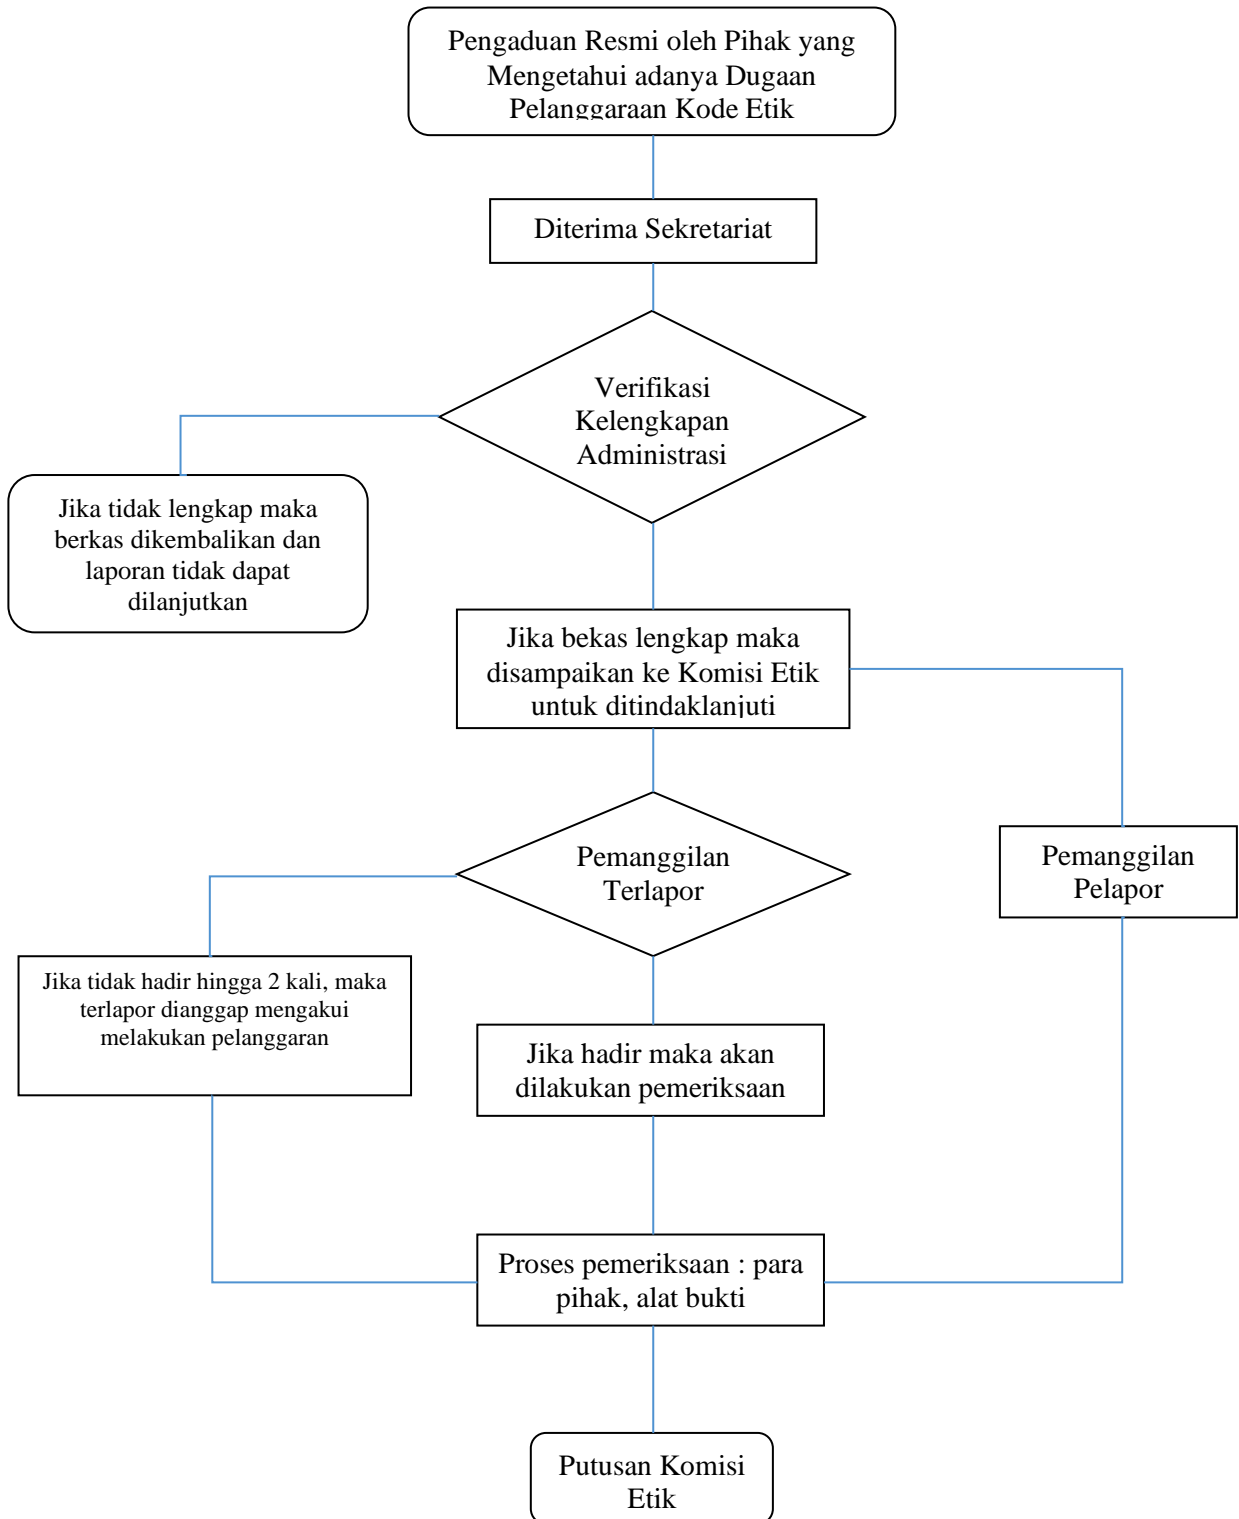 Pengaduan Resmi oleh Pihak yang
Mengetahui adanya Dugaan
Pelanggaraan Kode Etik
Diterima Sekretariat
Verifikasi
Kelengkapan
Administrasi
Jika tidak lengkap maka
berkas dikembalikan dan
laporan tidak dapat
dilanjutkan
Jika bekas lengkap maka
disampaikan ke Komisi Etik
untuk ditindaklanjuti
Pemanggilan
Terlapor
Pemanggilan
Pelapor
Jika tidak hadir hingga 2 kali, maka
terlapor dianggap mengakui
melakukan pelanggaran
Jika hadir maka akan
dilakukan pemeriksaan
Proses pemeriksaan : para
pihak, alat bukti
Putusan Komisi
Etik